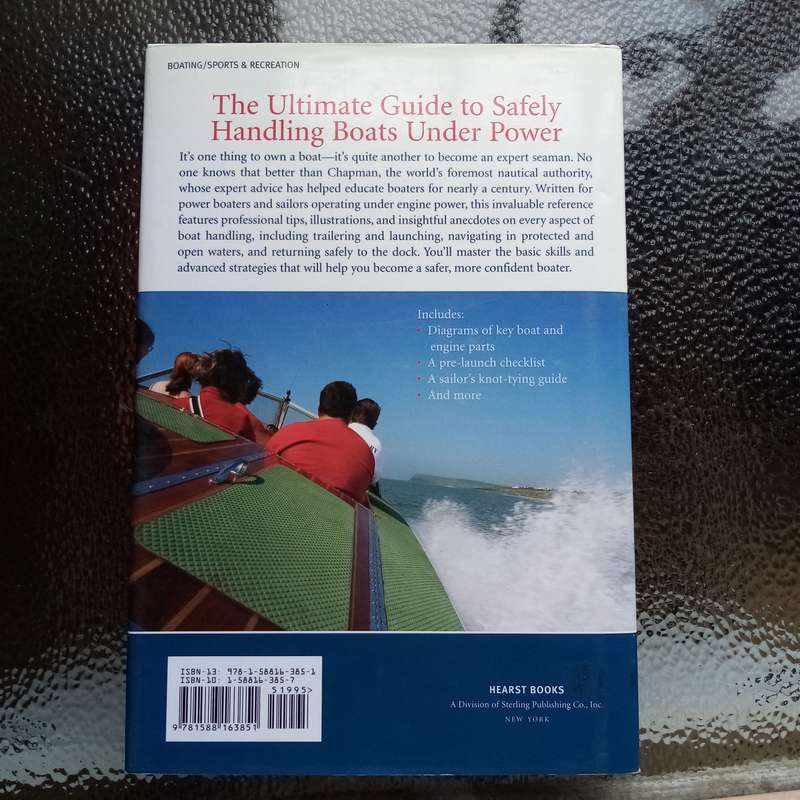 BOATING/SPORTS & RECREATION
The Ultimate Guide to Safely
Handling Boats Under Power
It's one thing to own a boat—it's quite another to become an expert seaman. No
one knows that better than Chapman, the world's foremost nautical authority,
whose expert advice has helped educate boaters for nearly a century. Written for
power boaters and sailors operating under engine power, this invaluable reference
features professional tips, illustrations, and insightful anecdotes on every aspect of
boat handling, including trailering and launching, navigating in protected and
open waters, and returning safely to the dock. You'll master the basic skills and
advanced strategies that will help you become a safer, more confident boater.
Includes:
• Diagrams of key boat and
engine parts
• A pre-launch checklist
• A sailor's knot-tying guide
• And more
ISBN-13: 978-1-58816-385-1
ISBN-10: 1-58816-385-7
51995>
9 781588 163851
HEARST BOOKS
A Division of Sterling Publishing Co., Inc.
NEW YORK